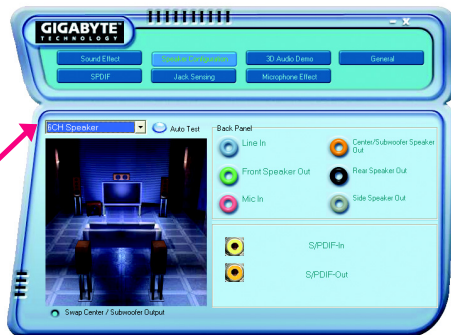 GIGABYTE™
TECHNOLOGY
– X
Sound Effect
Speaker Configuration
3D Audio Demo
General
SPDIF
Jack Sensing
Microphone Effect
6CH Speaker
Auto Test
Back Panel
Line In
Center/Subwoofer Speaker
Out
Front Speaker Out
Rear Speaker Out
Mic In
Side Speaker Out
S/PDIF-In
S/PDIF-Out
Swap Center / Subwoofer Output